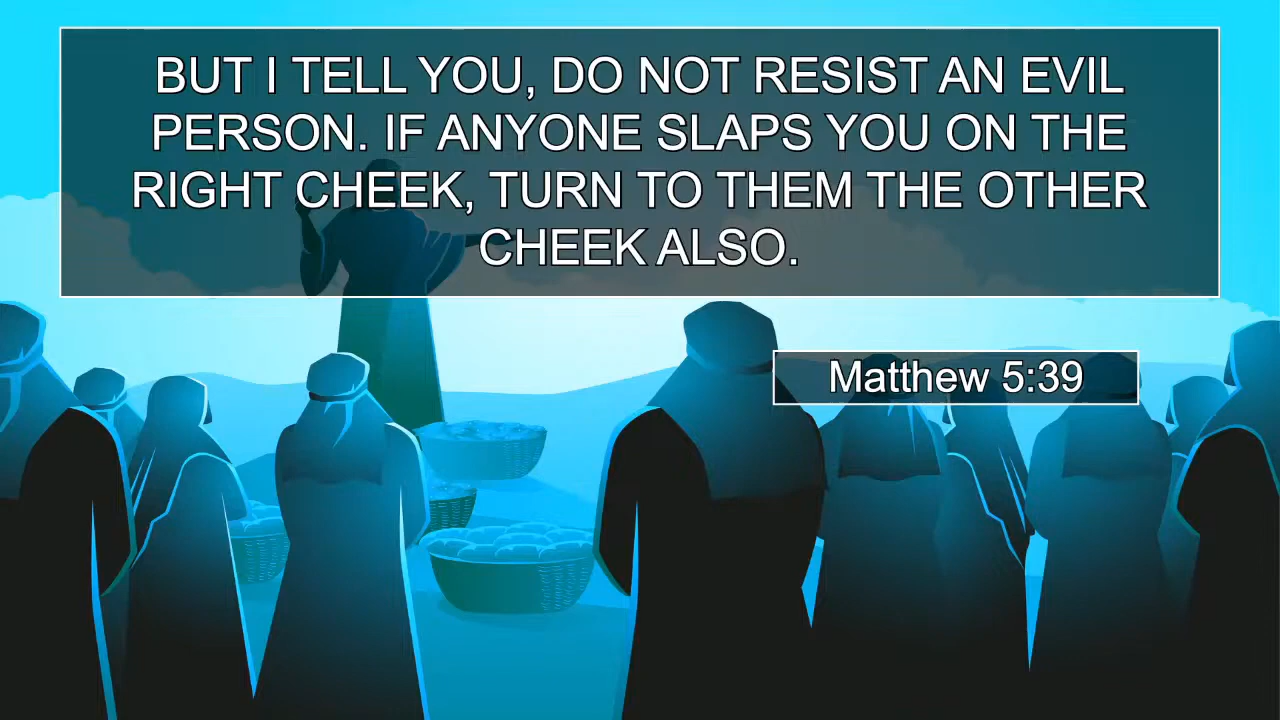 BUT I TELL YOU, DO NOT RESIST AN EVIL
PERSON. IF ANYONE SLAPS YOU ON THE
RIGHT CHEEK, TURN TO THEM THE OTHER
CHEEK ALSO.
Matthew 5:39